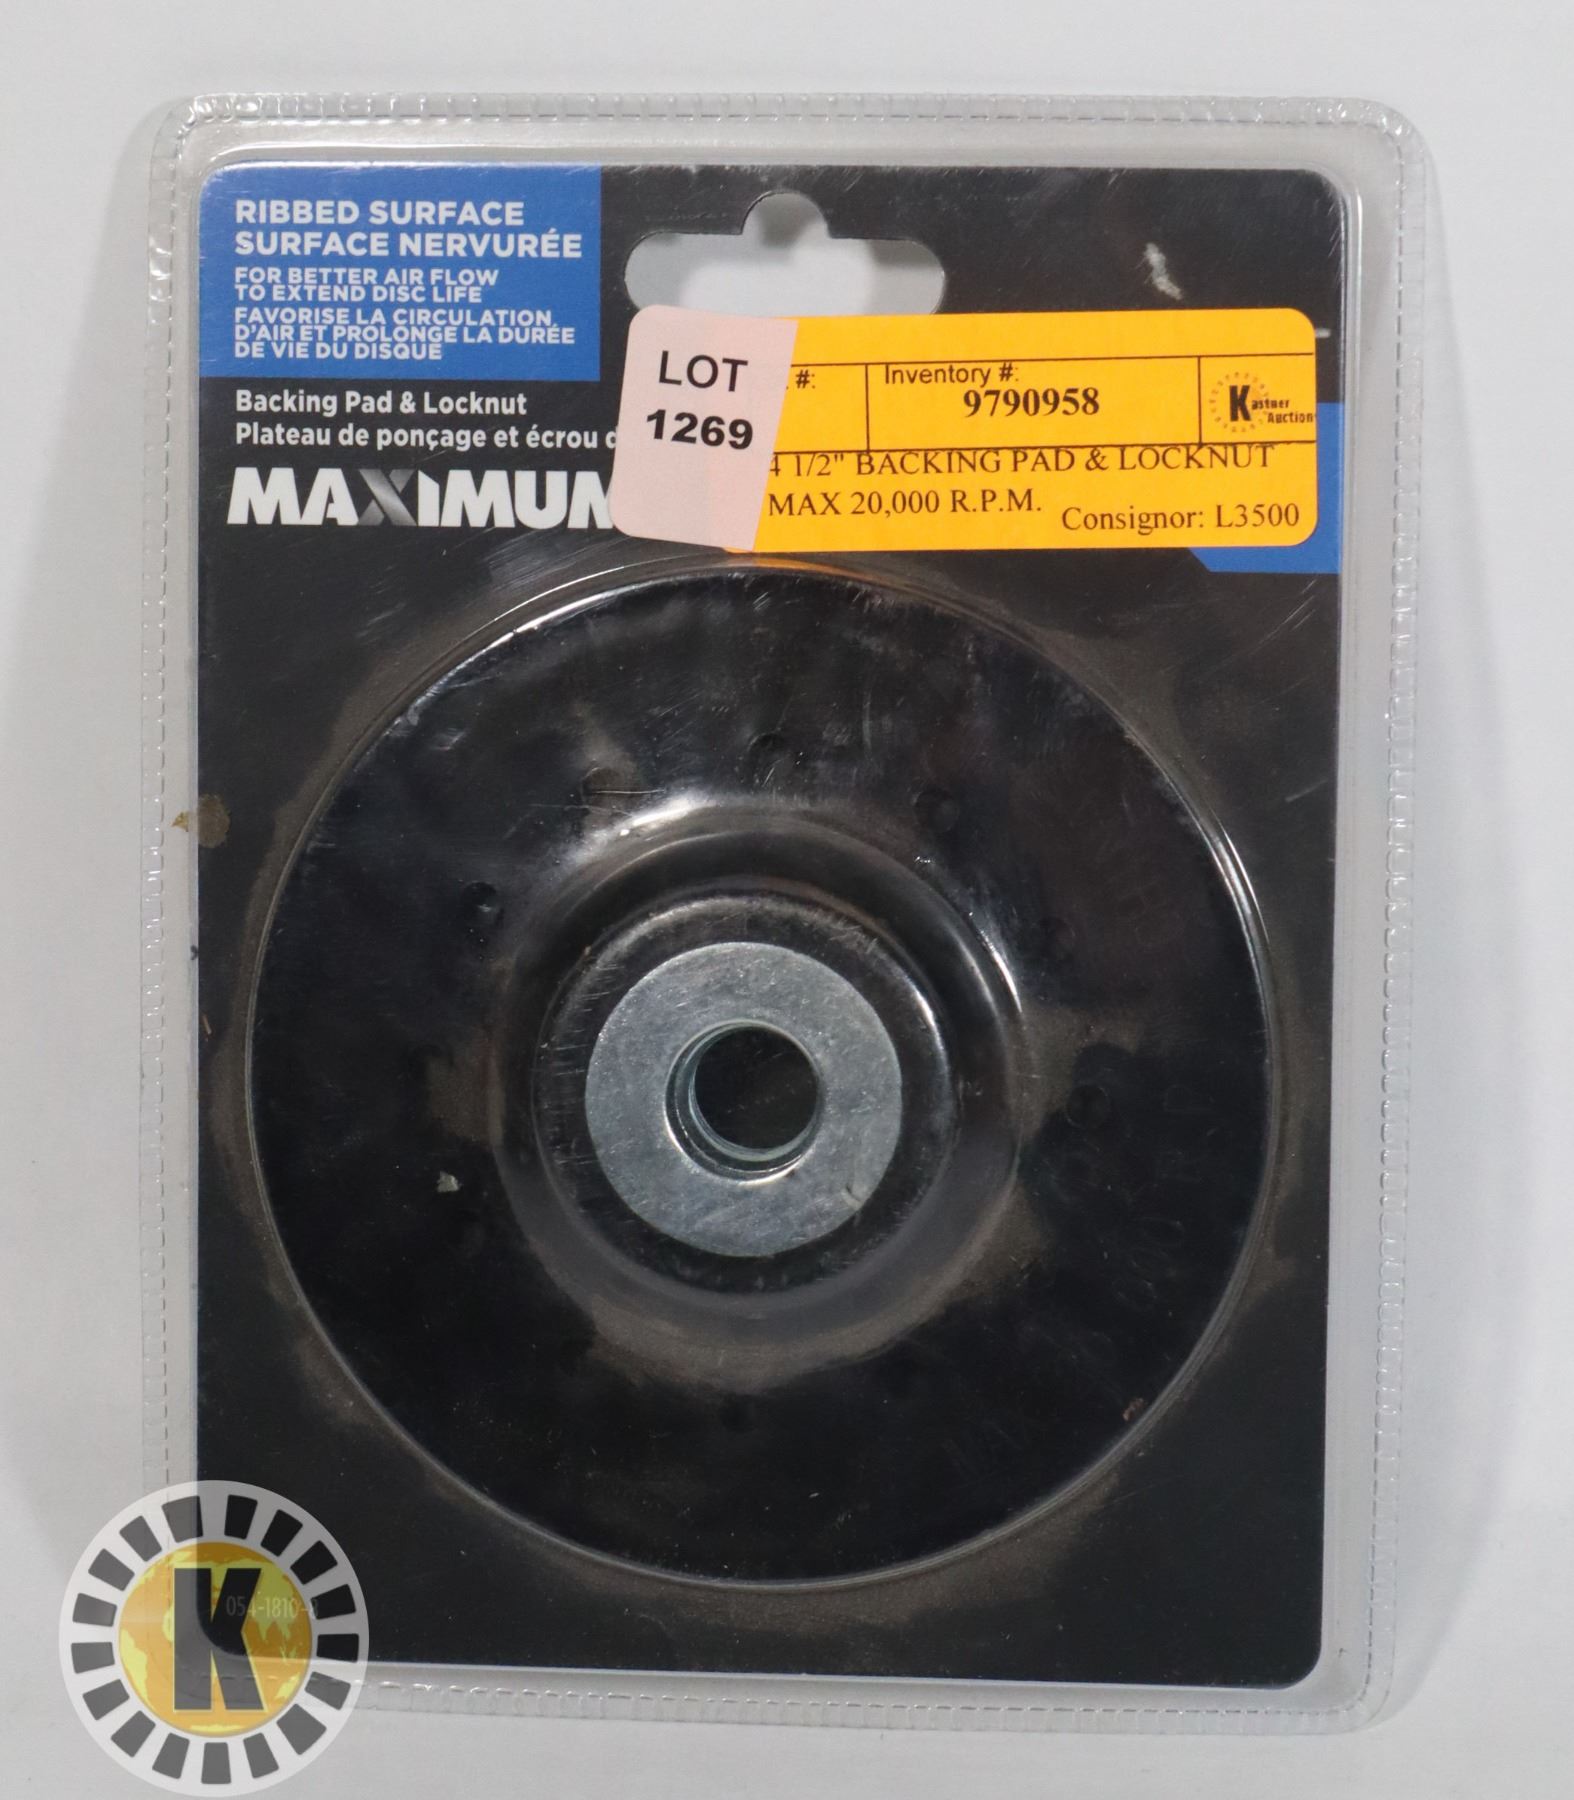 RIBBED SURFACE
SURFACE NERVURÉE
FOR BETTER AIR FLOW
TO EXTEND DISC LIFE
FAVORISE LA CIRCULATION
D'AIR ET PROLONGE LA DURÉE
DE VIE DU DISQUE
Backing Pad & Locknut
Plateau de ponçage et écrou d
MAXIMUM
LOT
1269
#:
Inventory #:
9790958
Kastner
Auction
4 1/2" BACKING PAD & LOCKNUT
MAX 20,000 R.P.M.
Consignor: L3500
K